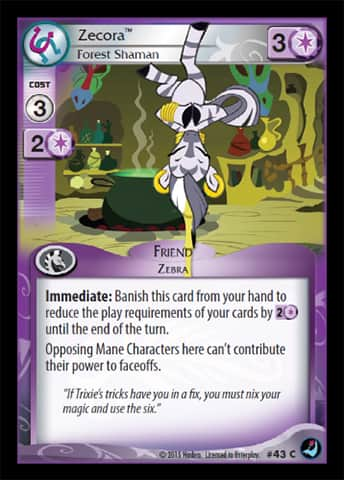 Zecora™
Forest Shaman
3
COST
3
2
FRIEND
ZEBRA
Immediate: Banish this card from your hand to
reduce the play requirements of your cards by 2
until the end of the turn.
Opposing Mane Characters here can't contribute
their power to faceoffs.
"If Trixie's tricks have you in a fix, you must nix your
magic and use the six."
© 2015 Hasbro. Licensed to Enterplay. #43 C